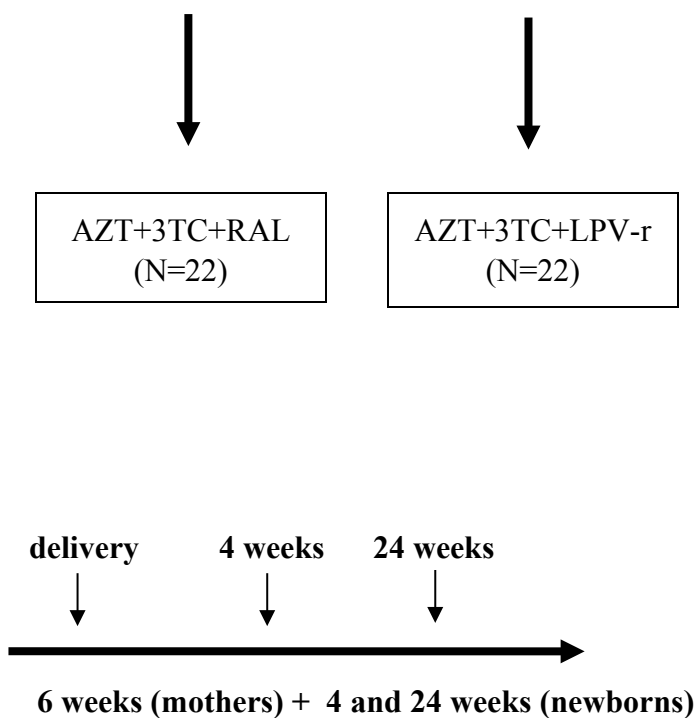 AZT+3TC+RAL
(N=22)
AZT+3TC+LPV-r
(N=22)
delivery 4 weeks 24 weeks
6 weeks (mothers) + 4 and 24 weeks (newborns)